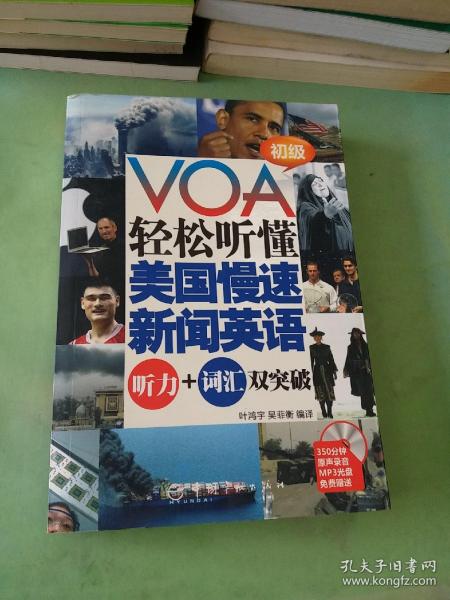 初级
VOA
轻松听懂
美国慢速
新闻英语
听力+词汇 双突破
叶鸿宇 吴非衡 编译
350分钟
原声录音
MP3光盘
免费赠送
HYUNDAI
孔夫子旧书网
www.kongfz.com